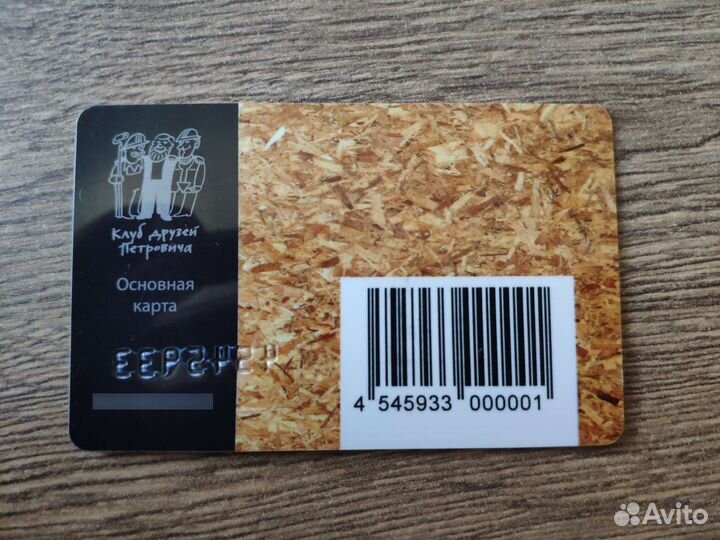 Клуб друзей
Петровича
Основная
карта
4 545933 000001
Avito